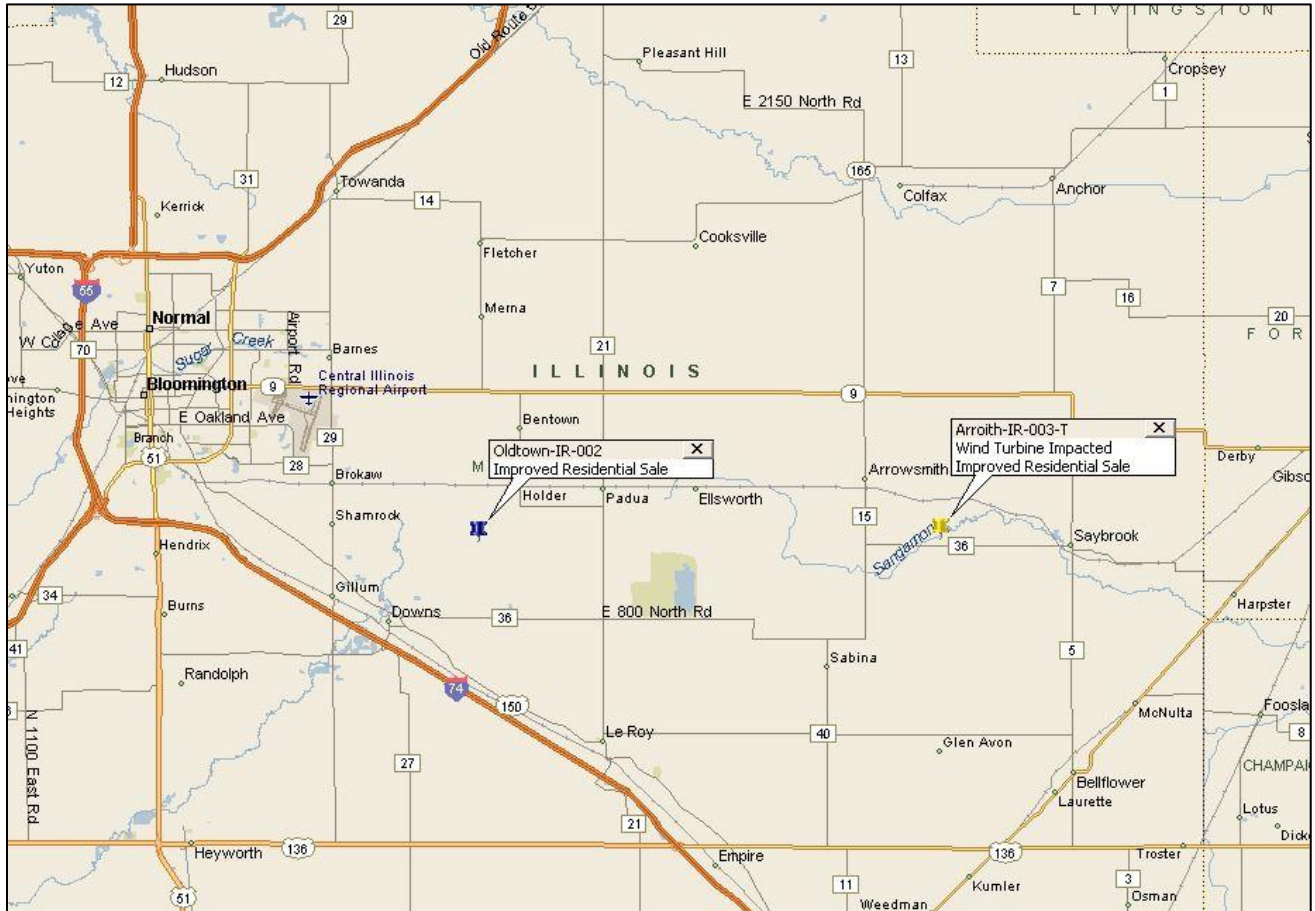 LIVINGSTON
29
Old Route
Pleasant Hill
13
Cropsey
Hudson
12
1
E 2150 North Rd
165
31
Towanda
Anchor
14
Colfax
Kerrick
Cooksville
Fletcher
Yuton
55
7
16
Merna
20
Normal
FOR
W College Ave
Airport Rd
Sugar Creek
70
21
Barnes
ILLINOIS
Central Illinois
Regional Airport
9
9
Bloomington
Heights
E Oakland Ave
Bentown
29
Branch
Oldtown-IR-002
Improved Residential Sale
Arroith-IR-003-T
Wind Turbine Impacted
Improved Residential Sale
51
28
M
Derby
Brokaw
Arrowsmith
Holder
Padua
Ellsworth
Shamrock
15
Sangamon
36
Saybrook
Hendrix
Gillum
34
Burns
Downs
36
E 800 North Rd
Harpster
41
Sabina
5
Randolph
74
150
McNulta
N 1100 East Rd
Le Roy
40
Glen Avon
8
27
CHAMPAI
Bellflower
Laurette
Lotus
21
Heyworth
136
136
Troster
Empire
11
Kumler
3
51
Weedman
Osman